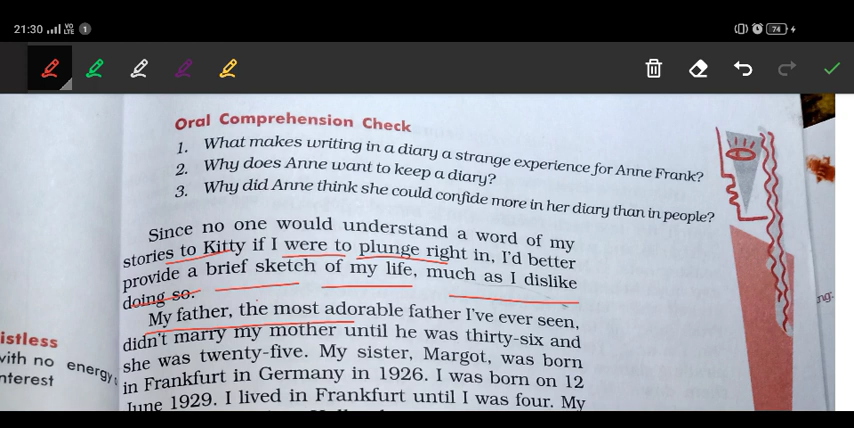 21:30 VoLTE 1 74
Oral Comprehension Check
1. What makes writing in a diary a strange experience for Anne Frank?
2. Why does Anne want to keep a diary?
3. Why did Anne think she could confide more in her diary than in people?
Since no one would understand a word of my
stories to Kitty if I were to plunge right in, I'd better
provide a brief sketch of my life, much as I dislike
doing so.
My father, the most adorable father I've ever seen,
didn't marry my mother until he was thirty-six and
she was twenty-five. My sister, Margot, was born
in Frankfurt in Germany in 1926. I was born on 12
June 1929. I lived in Frankfurt until I was four. My
istless
with no energy
nterest
ng.